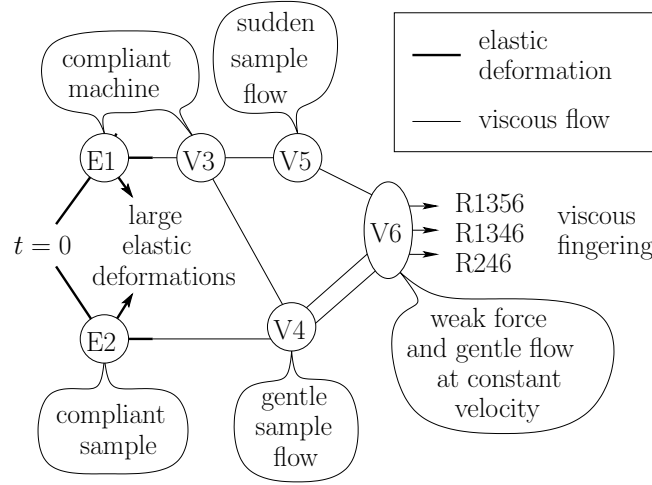 sudden
sample
flow
compliant
machine
elastic
deformation
viscous flow
E1
V3
V5
large
elastic
deformations
t = 0
V6
R1356
R1346
R246
viscous
fingering
E2
V4
weak force
and gentle flow
at constant
velocity
compliant
sample
gentle
sample
flow